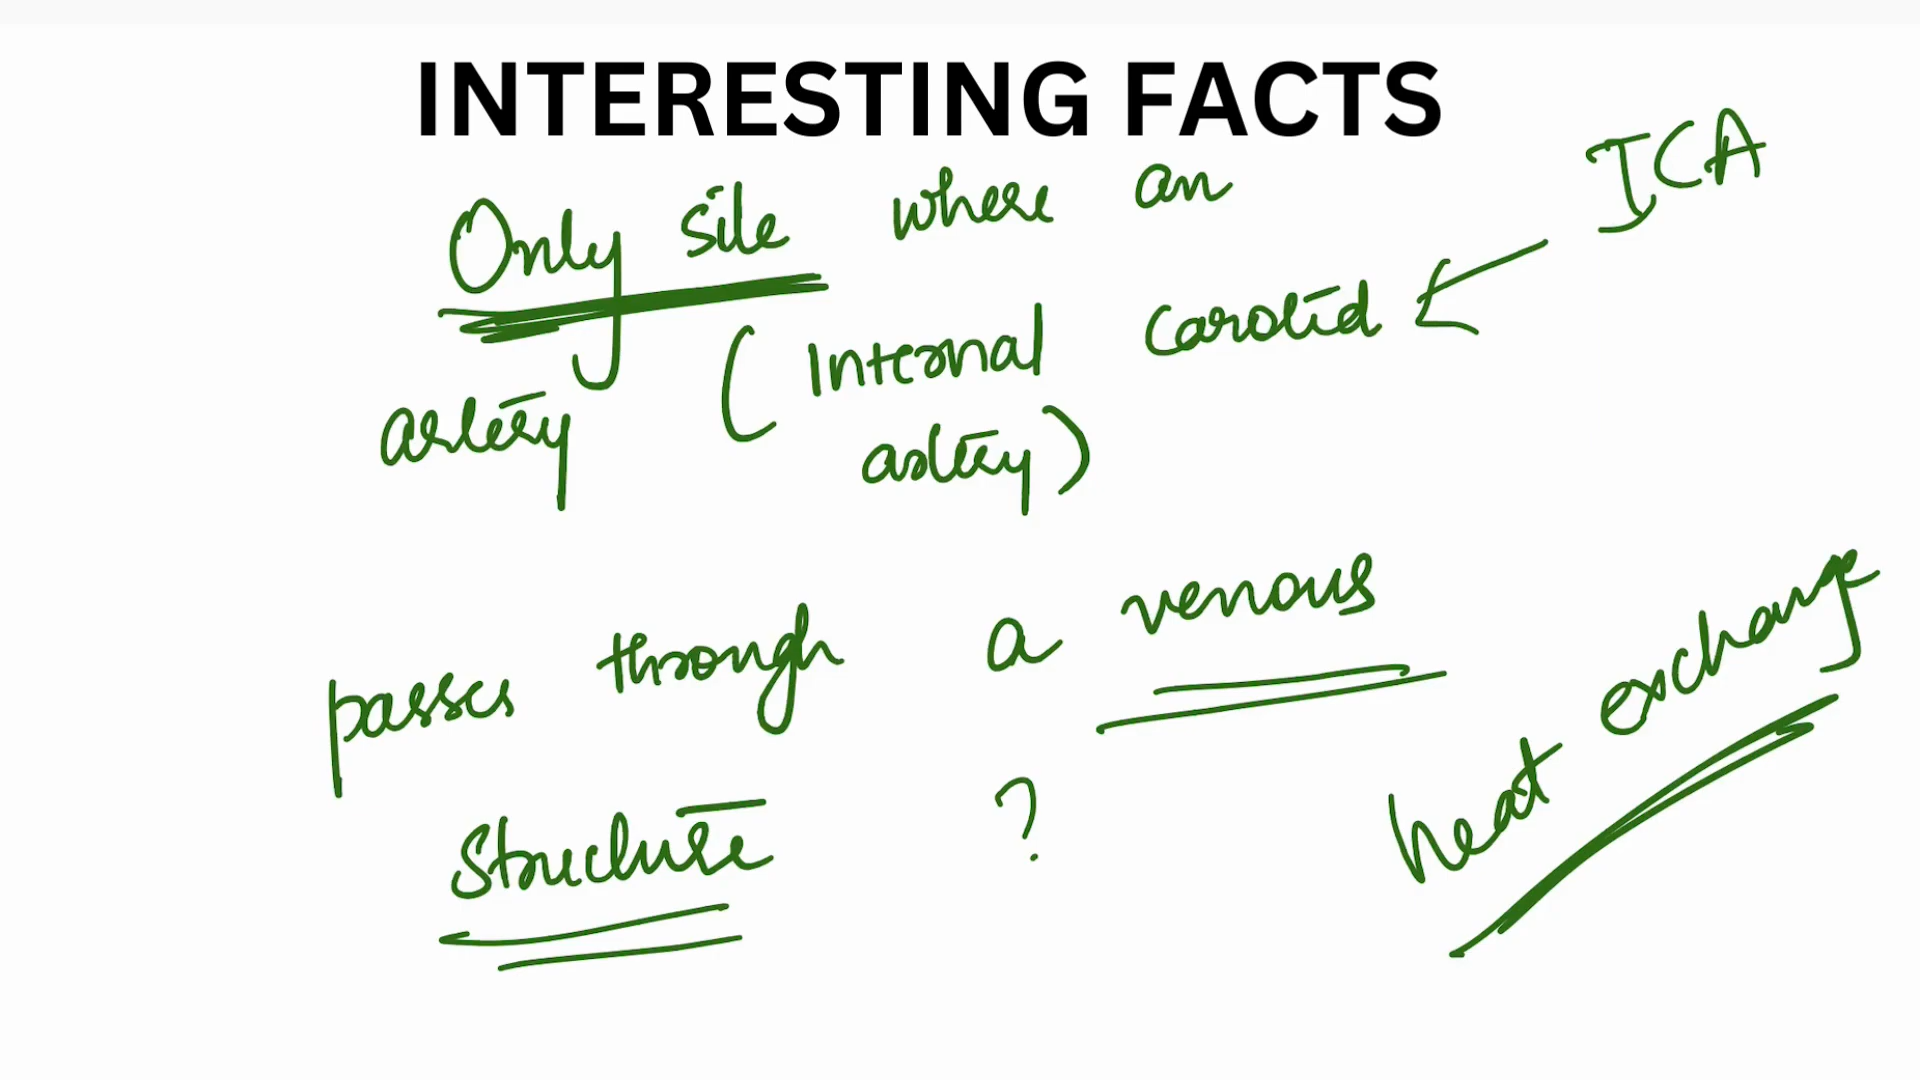 INTERESTING FACTS
Only site where an
ICA
artery (Internal carotid
artery)
passes through a venous
structure ?
heat exchange